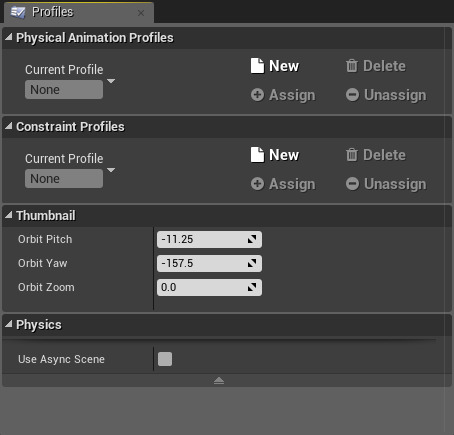 Profiles
Physical Animation Profiles
Current Profile
None
New
Delete
Assign
Unassign
Constraint Profiles
Current Profile
None
New
Delete
Assign
Unassign
Thumbnail
Orbit Pitch -11.25
Orbit Yaw -157.5
Orbit Zoom 0.0
Physics
Use Async Scene